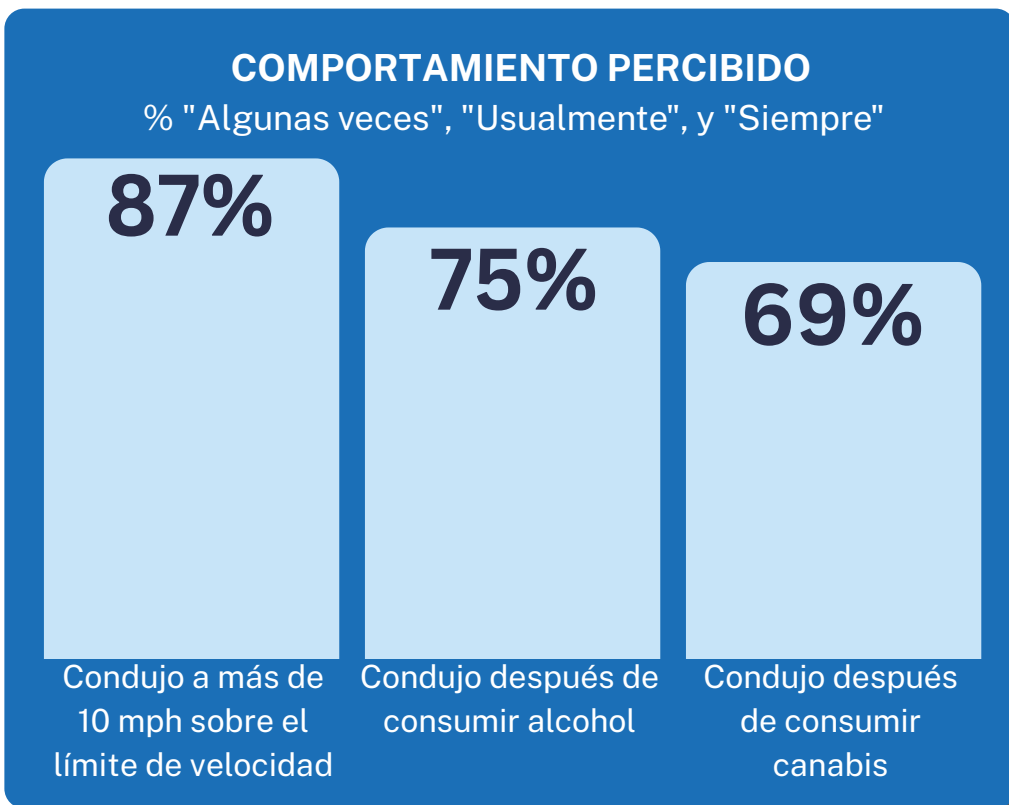 COMPORTAMIENTO PERCIBIDO
% "Algunas veces", "Usualmente", y "Siempre"
87%
75%
69%
Condujo a más de
10 mph sobre el
límite de velocidad
Condujo después de
consumir alcohol
Condujo después
de consumir
canabis